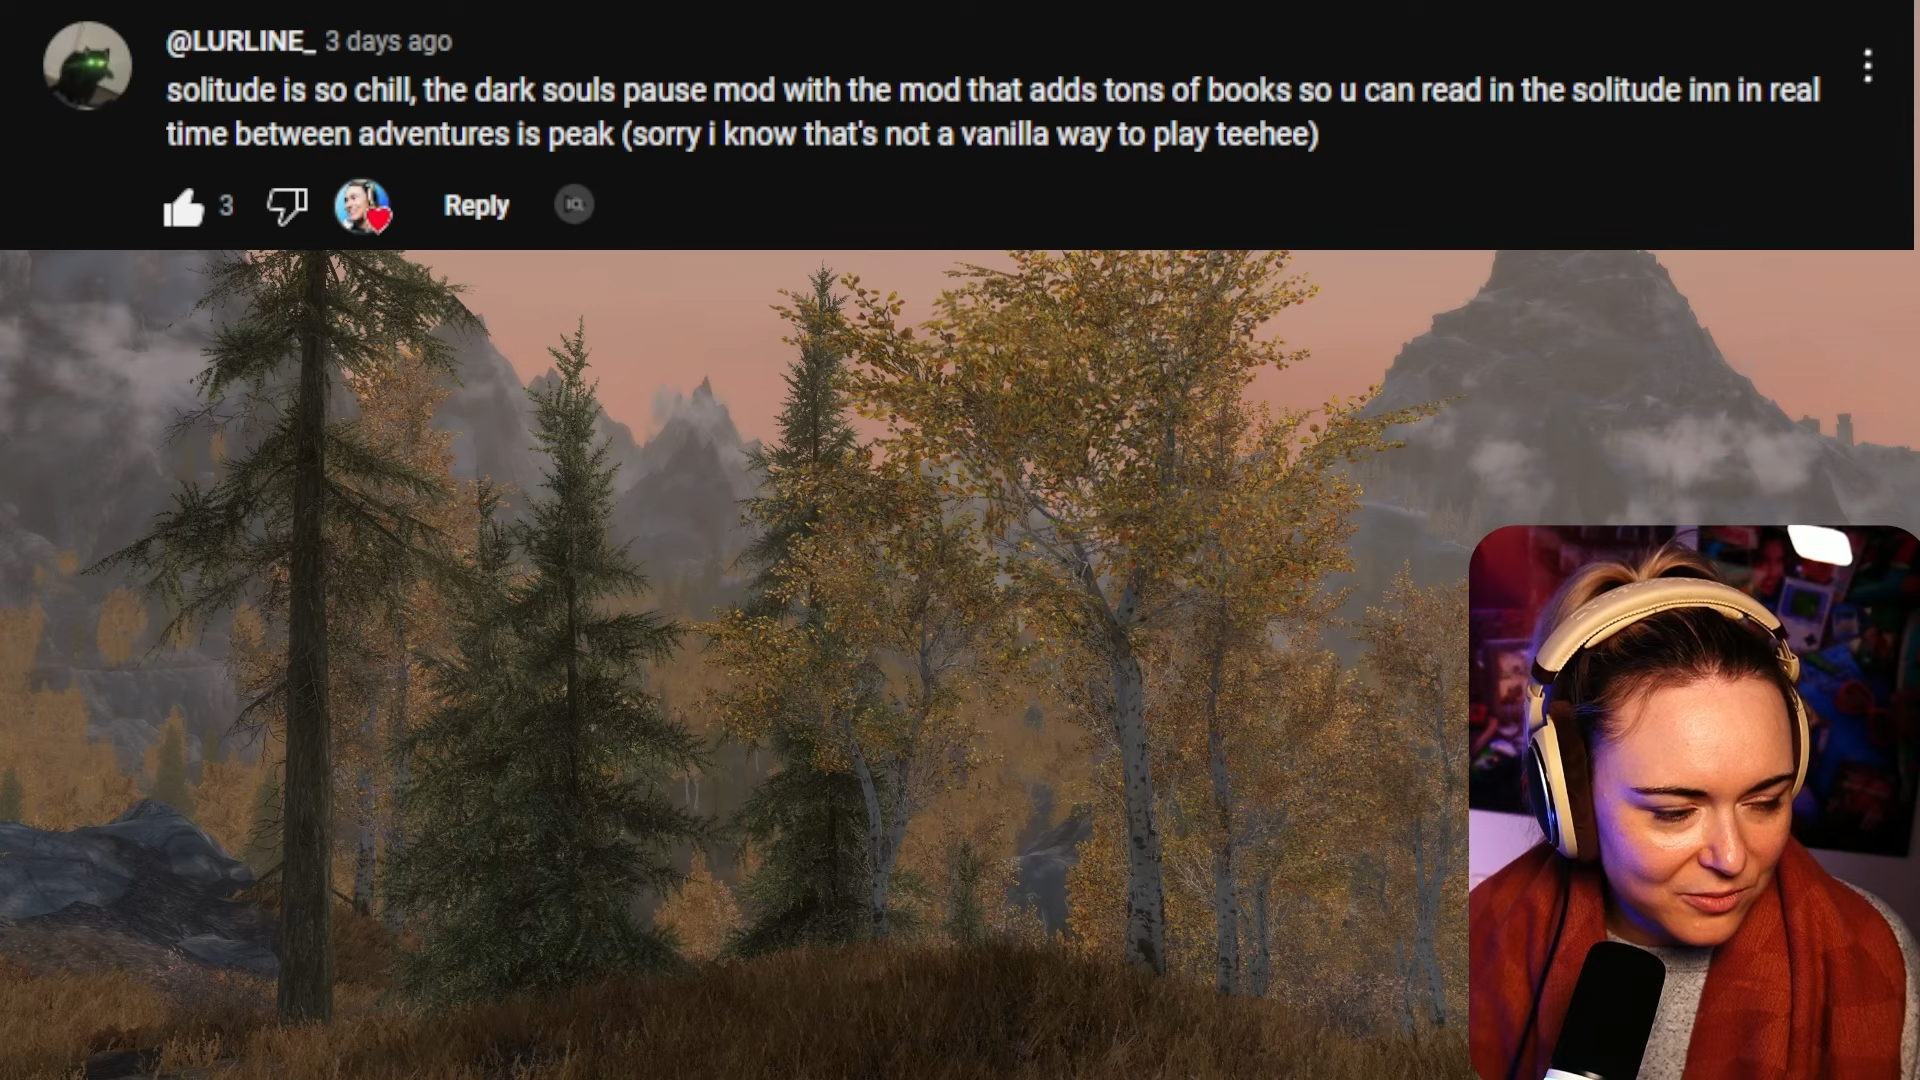 @LURLINE_ 3 days ago
solitude is so chill, the dark souls pause mod with the mod that adds tons of books so u can read in the solitude inn in real
time between adventures is peak (sorry i know that's not a vanilla way to play teehee)
3 Reply